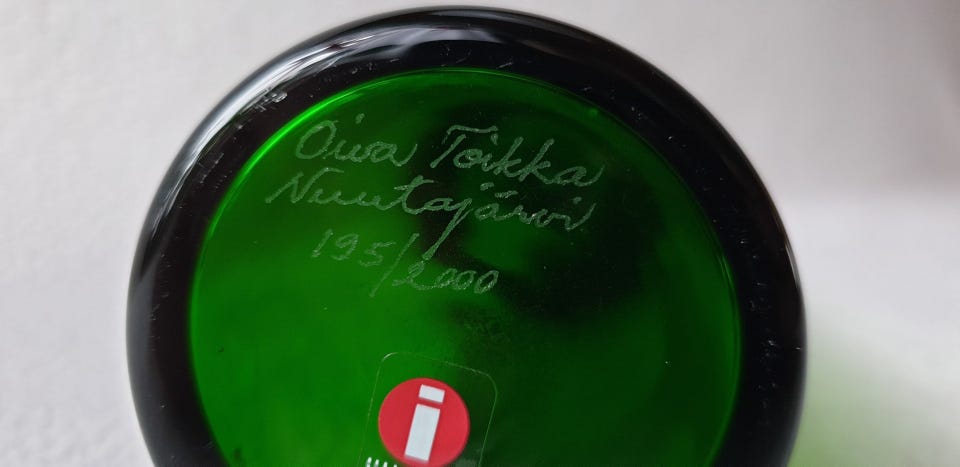 Oiva Toikka
Nuutajärvi
195/2000
i